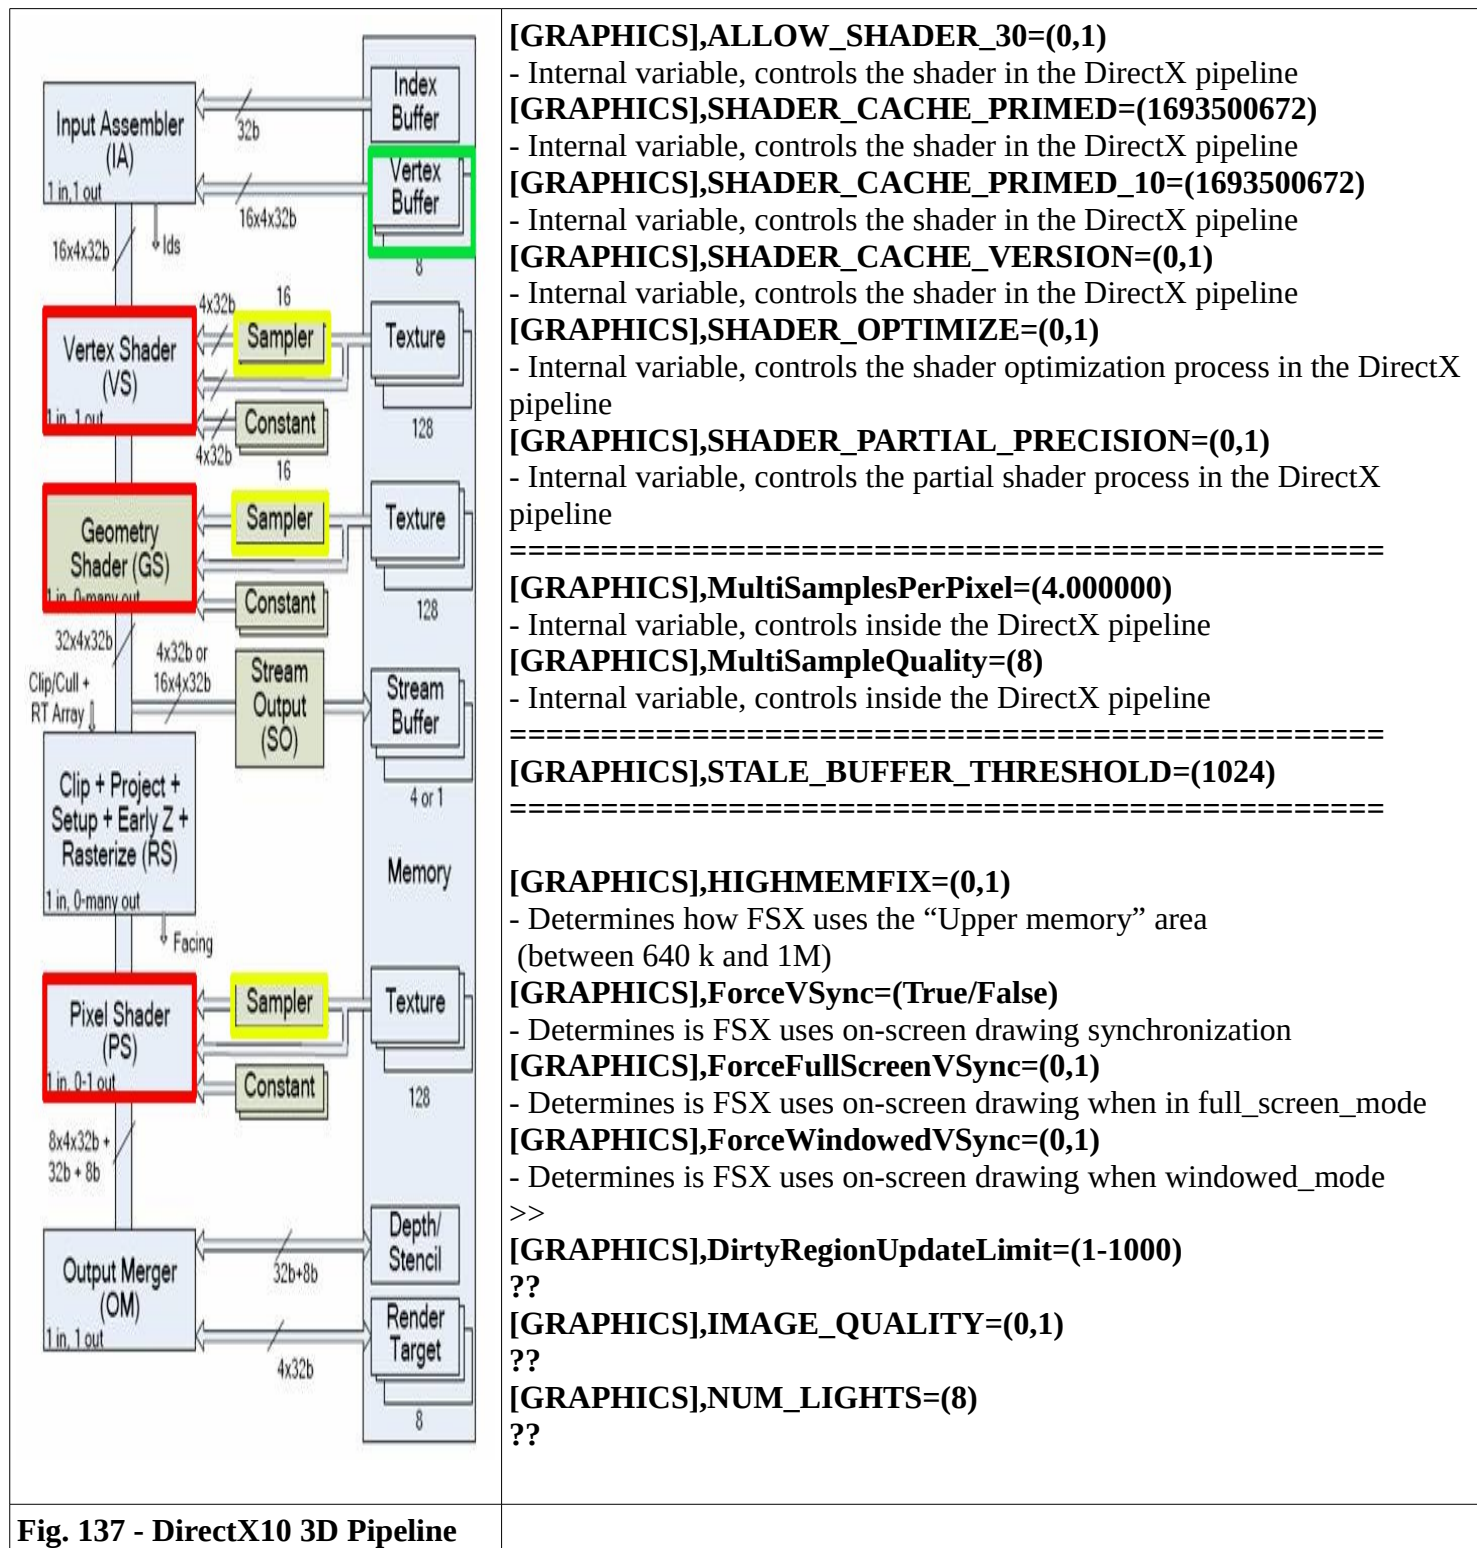 Index
Buffer
Input Assembler
(IA)
32b
Vertex
Buffer
1 in,1 out
16x4x32b
16x4x32b
Ids
8
4x32b
16
Sampler
Texture
Vertex Shader
(VS)
1 in, 1 out
Constant
128
4x32b
16
Sampler
Texture
Geometry
Shader (GS)
1 in, 0-many out
Constant
128
32x4x32b
4x32b or
16x4x32b
Clip/Cull +
RT Array
Stream
Output
(SO)
Stream
Buffer
4 or 1
Clip + Project +
Setup + Early Z +
Rasterize (RS)
1 in, 0-many out
Memory
Facing
Sampler
Texture
Pixel Shader
(PS)
1 in, 0-1 out
Constant
128
8x4x32b +
32b + 8b
Depth/
Stencil
32b+8b
Output Merger
(OM)
1 in, 1 out
Render
Target
4x32b
8
Fig. 137 - DirectX10 3D Pipeline
[GRAPHICS],ALLOW_SHADER_30=(0,1)
- Internal variable, controls the shader in the DirectX pipeline
[GRAPHICS],SHADER_CACHE_PRIMED=(1693500672)
- Internal variable, controls the shader in the DirectX pipeline
[GRAPHICS],SHADER_CACHE_PRIMED_10=(1693500672)
- Internal variable, controls the shader in the DirectX pipeline
[GRAPHICS],SHADER_CACHE_VERSION=(0,1)
- Internal variable, controls the shader in the DirectX pipeline
[GRAPHICS],SHADER_OPTIMIZE=(0,1)
- Internal variable, controls the shader optimization process in the DirectX
pipeline
[GRAPHICS],SHADER_PARTIAL_PRECISION=(0,1)
- Internal variable, controls the partial shader process in the DirectX
pipeline
================================================
[GRAPHICS],MultiSamplesPerPixel=(4.000000)
- Internal variable, controls inside the DirectX pipeline
[GRAPHICS],MultiSampleQuality=(8)
- Internal variable, controls inside the DirectX pipeline
================================================
[GRAPHICS],STALE_BUFFER_THRESHOLD=(1024)
================================================
[GRAPHICS],HIGHMEMFIX=(0,1)
- Determines how FSX uses the “Upper memory” area
(between 640 k and 1M)
[GRAPHICS],ForceVSync=(True/False)
- Determines is FSX uses on-screen drawing synchronization
[GRAPHICS],ForceFullScreenVSync=(0,1)
- Determines is FSX uses on-screen drawing when in full_screen_mode
[GRAPHICS],ForceWindowedVSync=(0,1)
- Determines is FSX uses on-screen drawing when windowed_mode
>>
[GRAPHICS],DirtyRegionUpdateLimit=(1-1000)
??
[GRAPHICS],IMAGE_QUALITY=(0,1)
??
[GRAPHICS],NUM_LIGHTS=(8)
??